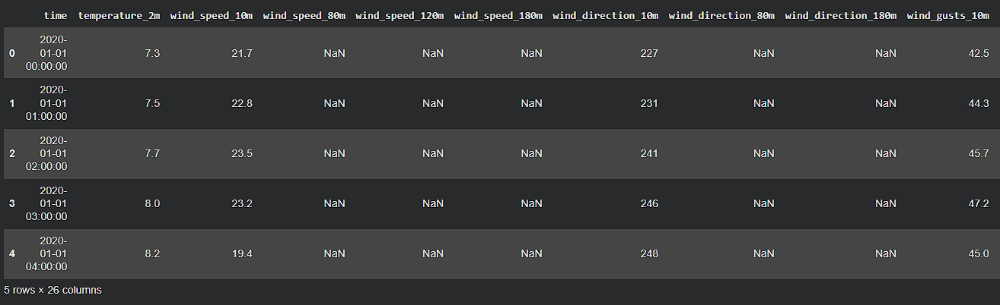 time temperature_2m wind_speed_10m wind_speed_80m wind_speed_120m wind_speed_180m wind_direction_10m wind_direction_80m wind_direction_180m wind_gusts_10m
2020-
0 01-01 7.3 21.7 NaN NaN NaN 227 NaN NaN 42.5
00:00:00
2020-
1 01-01 7.5 22.8 NaN NaN NaN 231 NaN NaN 44.3
01:00:00
2020-
2 01-01 7.7 23.5 NaN NaN NaN 241 NaN NaN 45.7
02:00:00
2020-
3 01-01 8.0 23.2 NaN NaN NaN 246 NaN NaN 47.2
03:00:00
2020-
4 01-01 8.2 19.4 NaN NaN NaN 248 NaN NaN 45.0
04:00:00
5 rows × 26 columns